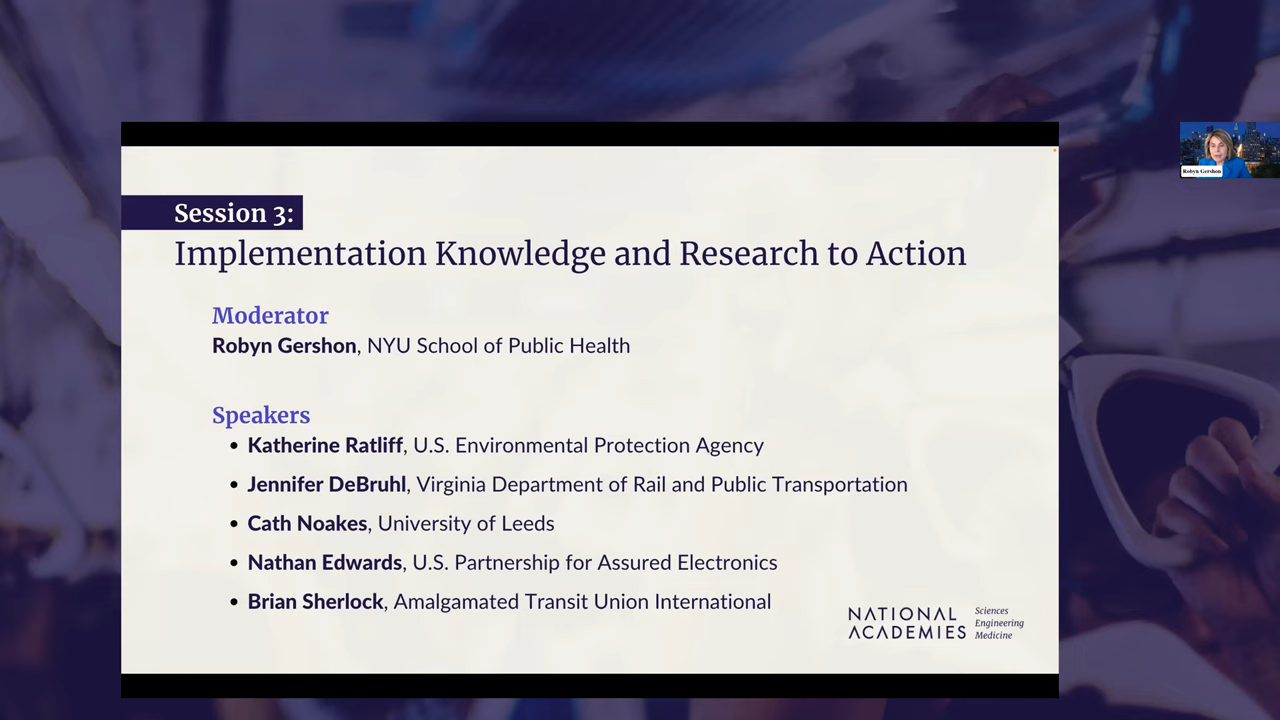 Session 3:
Implementation Knowledge and Research to Action
Moderator
Robyn Gershon, NYU School of Public Health
Speakers
• Katherine Ratliff, U.S. Environmental Protection Agency
• Jennifer DeBruhl, Virginia Department of Rail and Public Transportation
• Cath Noakes, University of Leeds
• Nathan Edwards, U.S. Partnership for Assured Electronics
• Brian Sherlock, Amalgamated Transit Union International
NATIONAL ACADEMIES
Sciences
Engineering
Medicine
Robyn Gershon